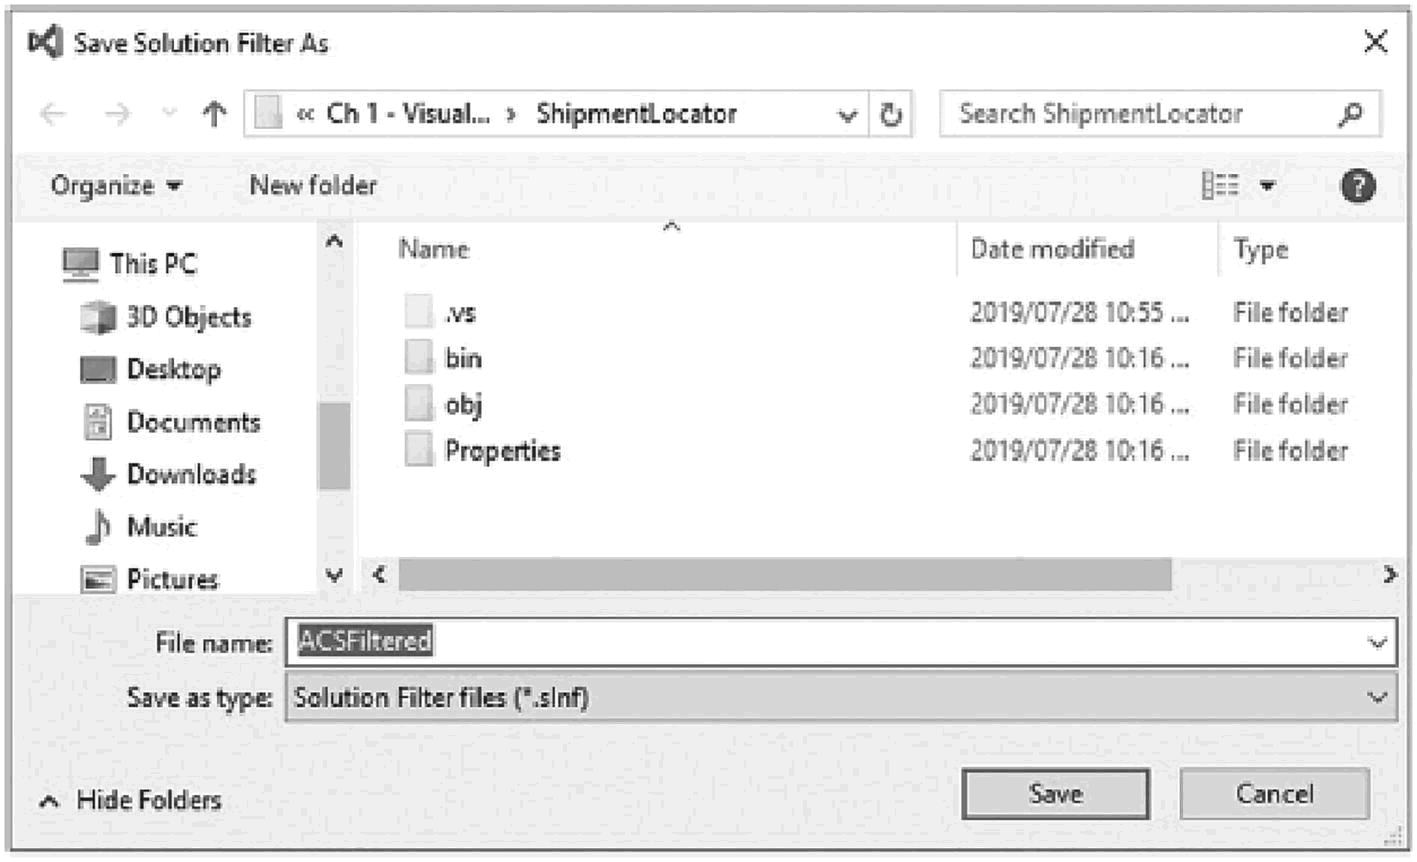 Save Solution Filter As
« Ch 1 - Visual... › ShipmentLocator
Search ShipmentLocator
Organize
New folder
?
This PC
3D Objects
Desktop
Documents
Downloads
Music
Pictures
Name Date modified Type
.vs 2019/07/28 10:55 ... File folder
bin 2019/07/28 10:16 ... File folder
obj 2019/07/28 10:16 ... File folder
Properties 2019/07/28 10:16 ... File folder
File name: ACSFiltered
Save as type: Solution Filter files (*.slnf)
Hide Folders
Save
Cancel